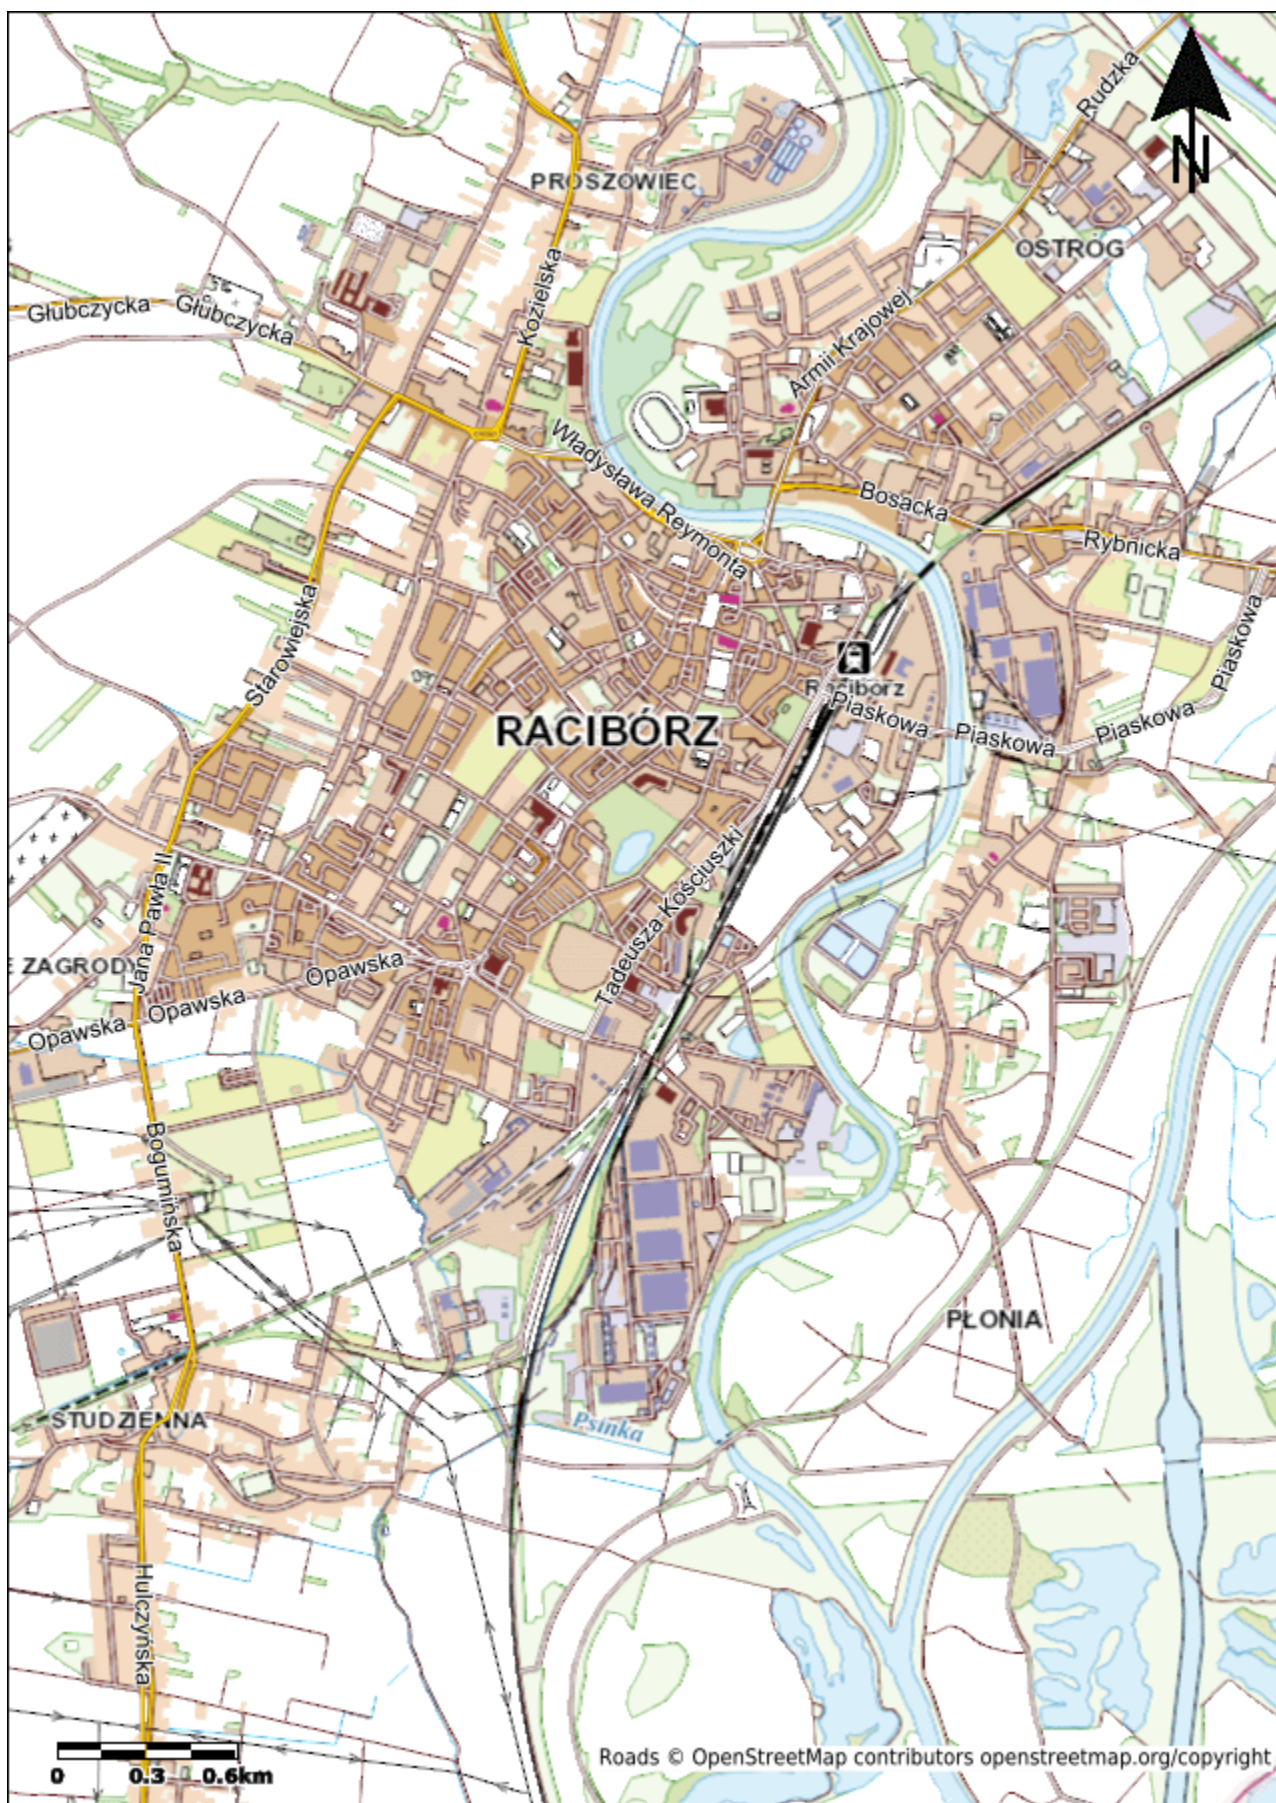 Rudzka
N
PROSZOWIEC
OSTRÓG
Głubczycka
Głubczycka
Kozielska
Armii Krajowej
Władysława Reymonta
Bosacka
Rybnicka
Starowiejska
Piaskowa
Racibórz
Piaskowa
Piaskowa
Piaskowa
RACIBÓRZ
Tadeusza Kościuszki
Jana Pawła II
E ZAGRODY
Opawska
Opawska
Opawska
Bogumińska
PŁONIA
STUDZIENNA
Psinka
Hulczyńska
0 0.3 0.6km
Roads © OpenStreetMap contributors openstreetmap.org/copyright